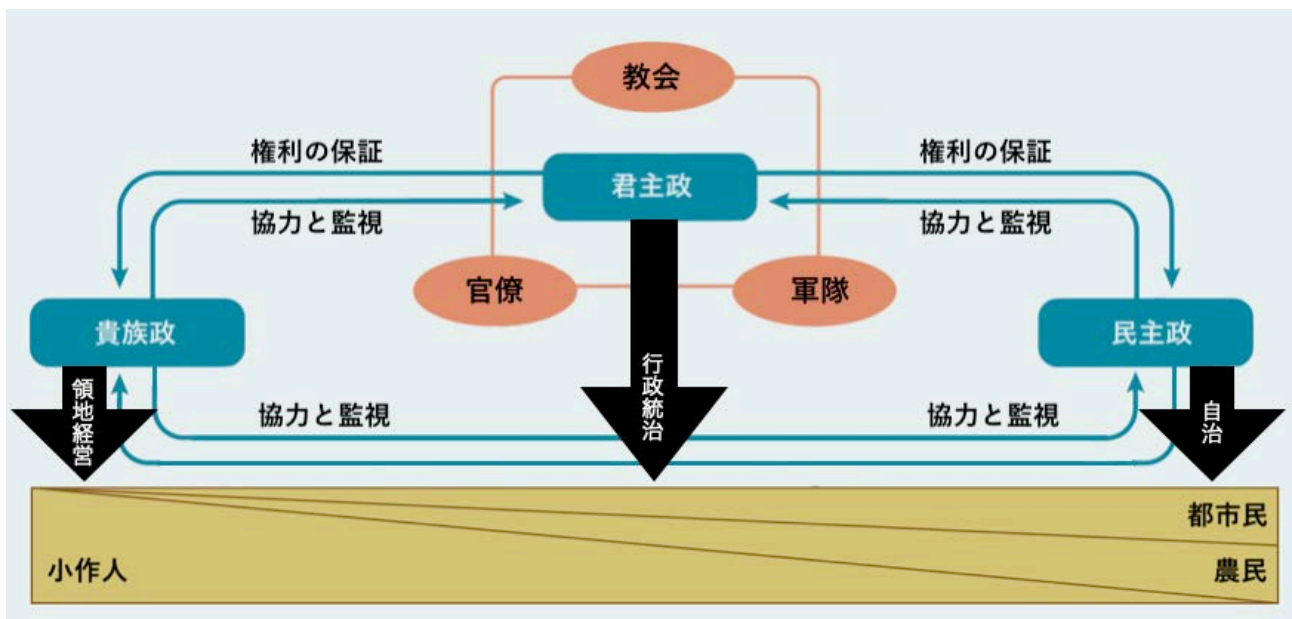 教会
権利の保証
権利の保証
君主政
協力と監視
協力と監視
官僚
軍隊
貴族政
民主政
領地経営
行政統治
自治
協力と監視
協力と監視
都市民
小作人
農民